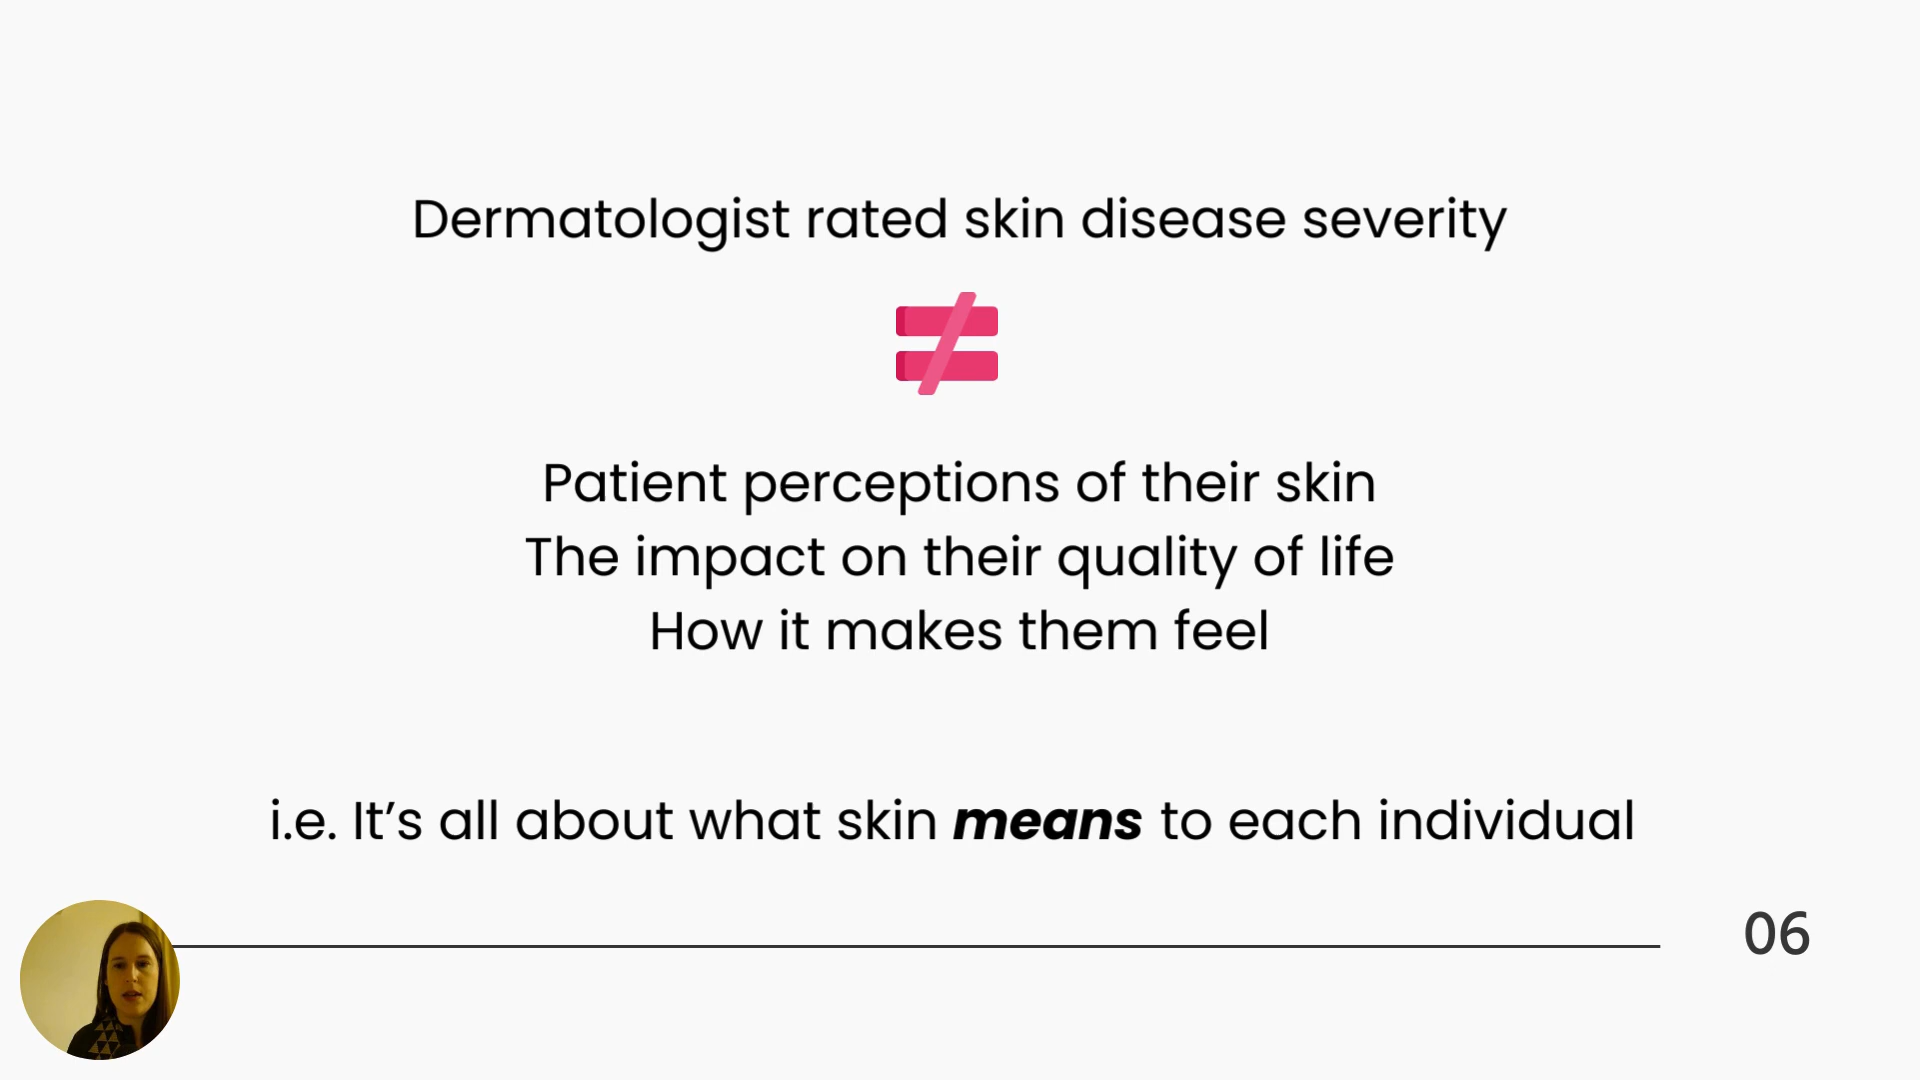 Dermatologist rated skin disease severity
≠
Patient perceptions of their skin
The impact on their quality of life
How it makes them feel
i.e. It’s all about what skin means to each individual
06